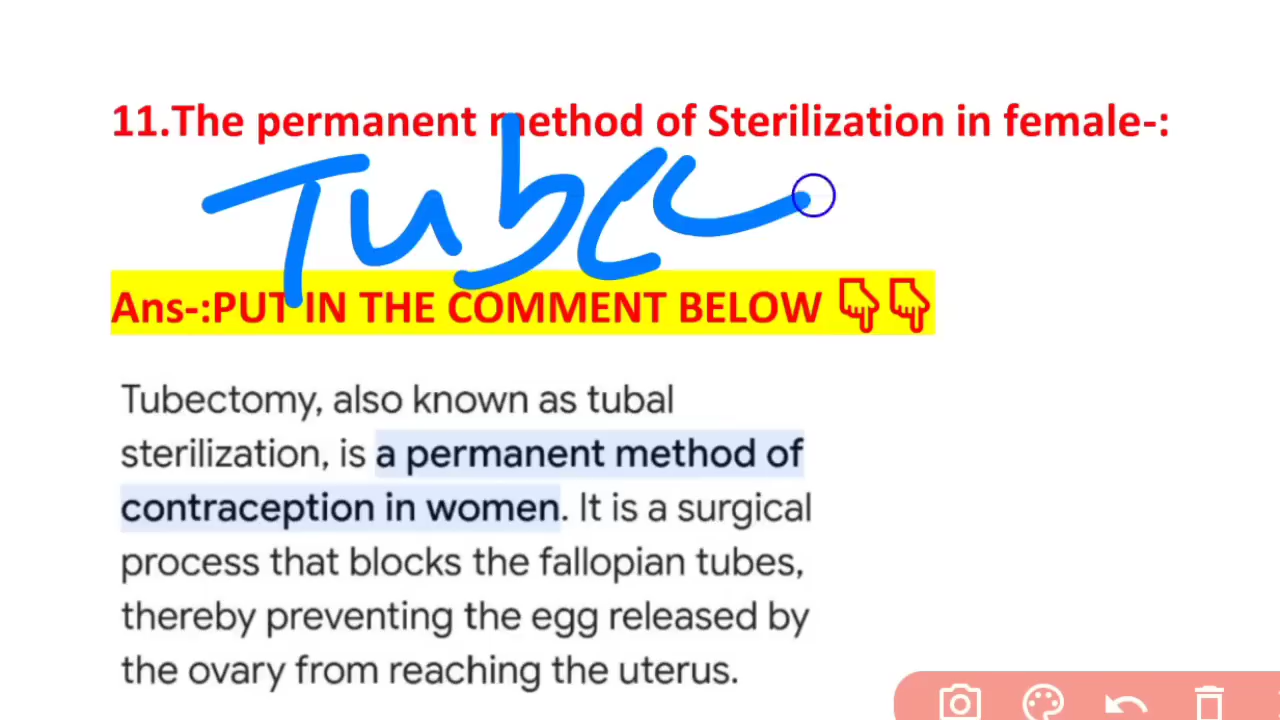 11.The permanent method of Sterilization in female-:
Tubec
Ans-:PUT IN THE COMMENT BELOW 👇👇
Tubectomy, also known as tubal
sterilization, is a permanent method of
contraception in women. It is a surgical
process that blocks the fallopian tubes,
thereby preventing the egg released by
the ovary from reaching the uterus.